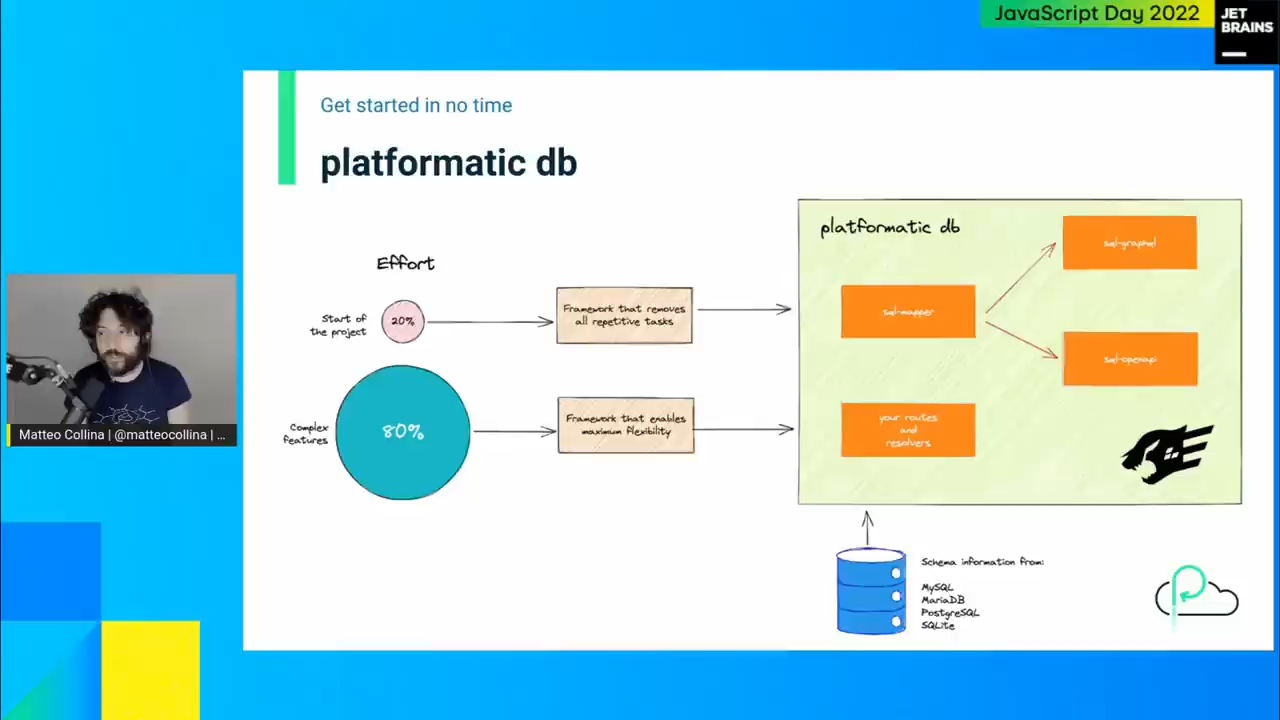 JavaScript Day 2022
JET
BRAINS
Get started in no time
platformatic db
Effort
Start of
the project
20%
Framework that removes
all repetitive tasks
Complex
features
80%
Framework that enables
maximum flexibility
platformatic db
sql-mapper
sql-graphql
sql-openapi
your routes
and
resolvers
Schema information from:
MySQL
MariaDB
PostgreSQL
SQLite
Matteo Collina | @matteocollina | ...